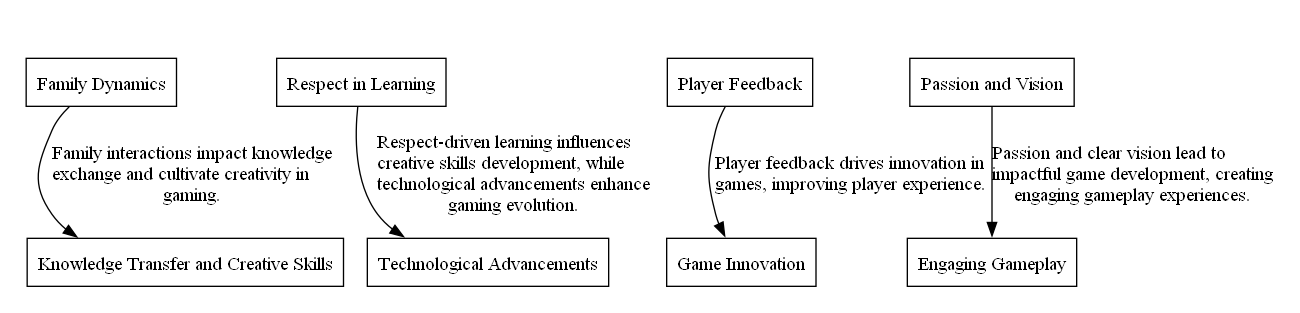 Family Dynamics
Respect in Learning
Player Feedback
Passion and Vision
Family interactions impact knowledge
exchange and cultivate creativity in
gaming.
Respect-driven learning influences
creative skills development, while
technological advancements enhance
gaming evolution.
Player feedback drives innovation in
games, improving player experience.
Passion and clear vision lead to
impactful game development, creating
engaging gameplay experiences.
Knowledge Transfer and Creative Skills
Technological Advancements
Game Innovation
Engaging Gameplay